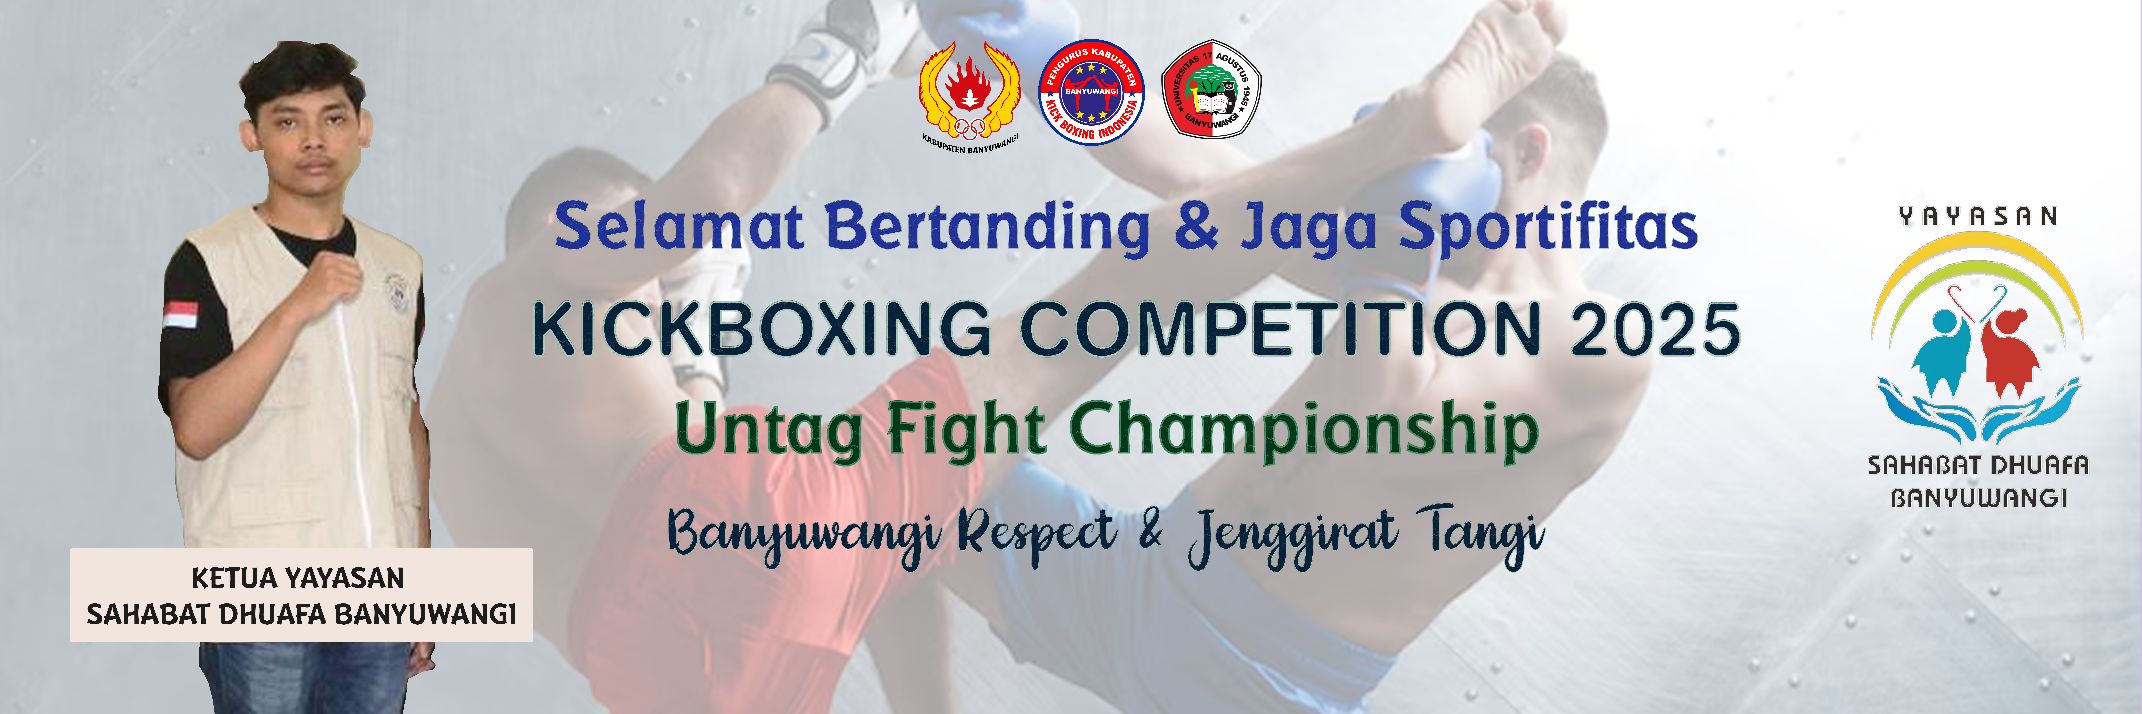 KABUPATEN BANYUWANGI
PENGURUS KABUPATEN
BANYUWANGI
KICK BOXING INDONESIA
UNIVERSITAS 17 AGUSTUS 1945
BANYUWANGI
Selamat Bertanding & Jaga Sportifitas
KICKBOXING COMPETITION 2025
Untag Fight Championship
Banyuwangi Respect & Jenggirat Tangi
YAYASAN
SAHABAT DHUAFA
BANYUWANGI
KETUA YAYASAN
SAHABAT DHUAFA BANYUWANGI